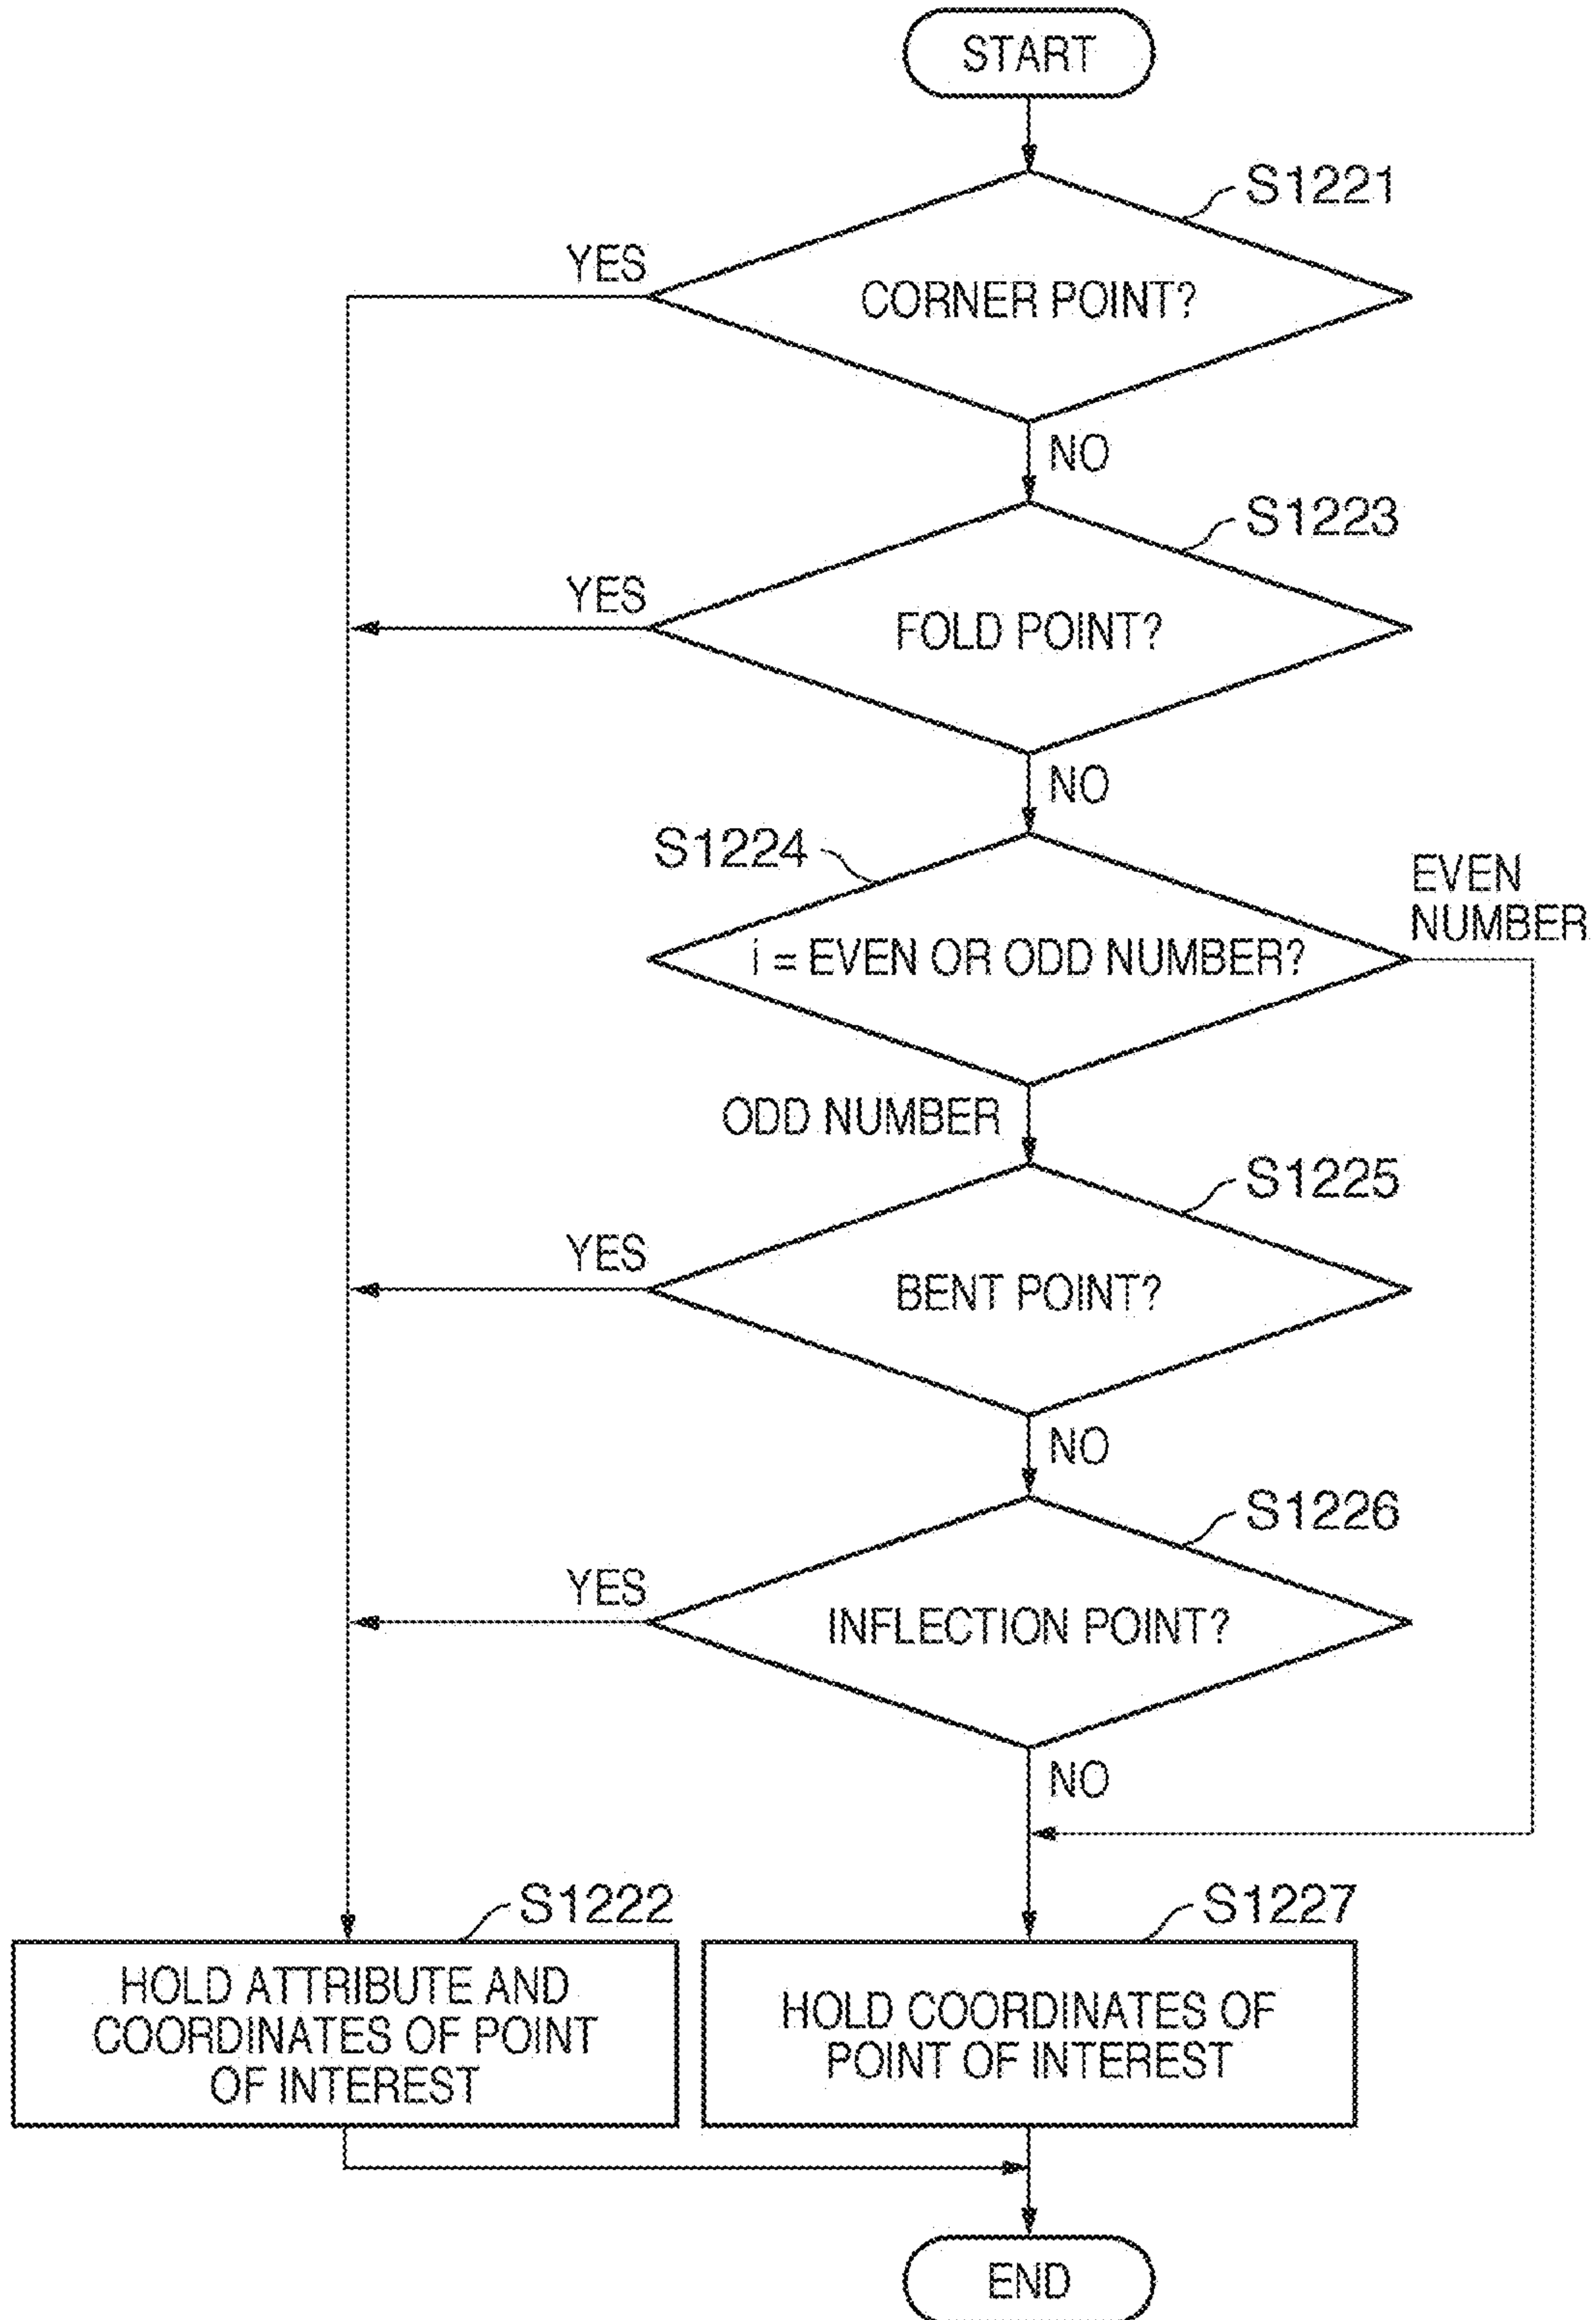 START
S1221
YES
CORNER POINT?
NO
S1223
YES
FOLD POINT?
NO
S1224
EVEN
NUMBER
i = EVEN OR ODD NUMBER?
ODD NUMBER
S1225
YES
BENT POINT?
NO
S1226
YES
INFLECTION POINT?
NO
S1222
HOLD ATTRIBUTE AND
COORDINATES OF POINT
OF INTEREST
S1227
HOLD COORDINATES OF
POINT OF INTEREST
END